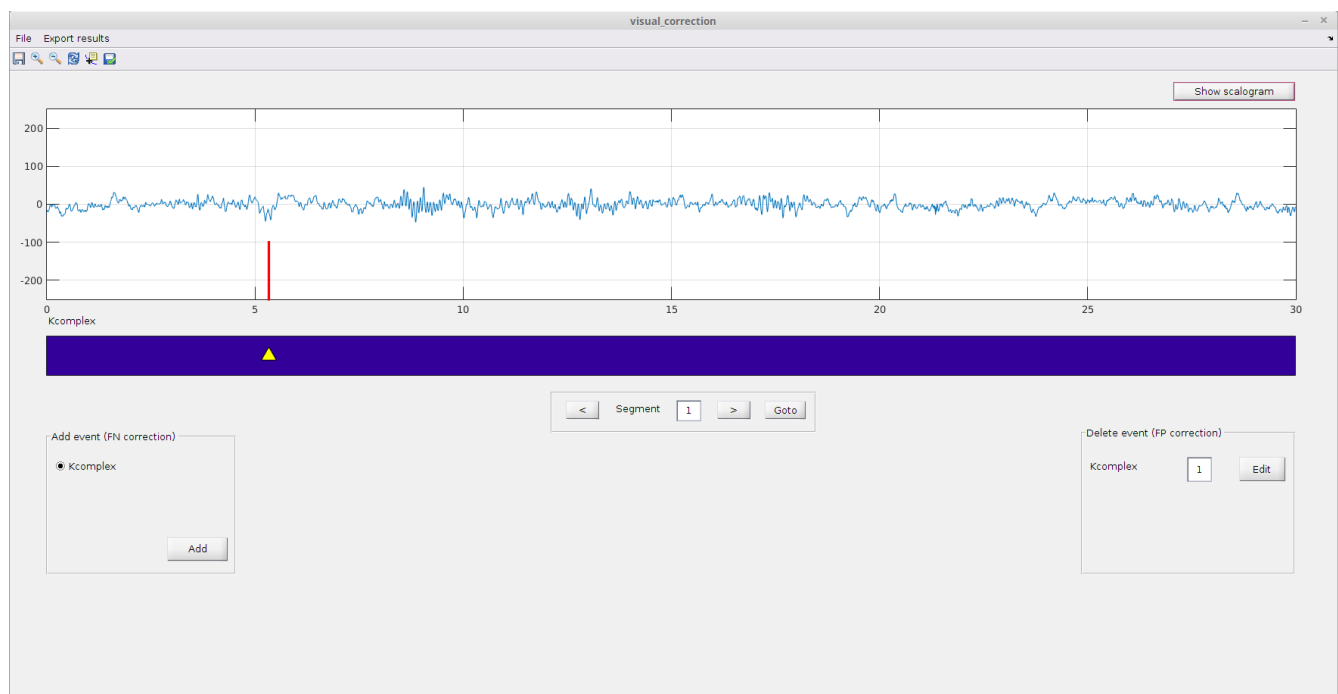 visual_correction
File Export results
Show scalogram
200
100
0
-100
-200
0 5 10 15 20 25 30
Kcomplex
< Segment 1 > Goto
Add event (FN correction)
Kcomplex
Add
Delete event (FP correction)
Kcomplex 1 Edit